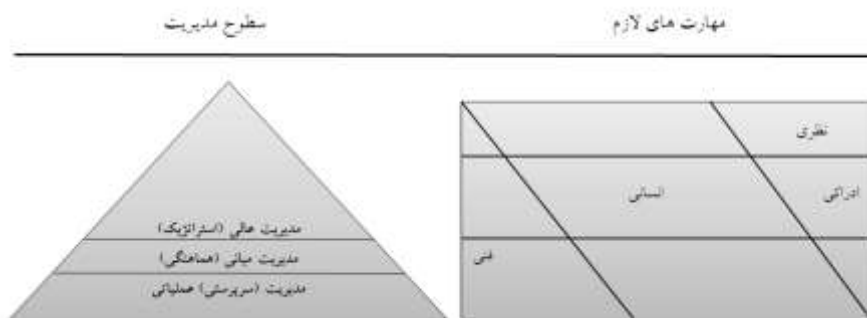 مهارت های لازم
سطوح مدیریت
نظری
ادراکی
انسانی
فنی
مدیریت عالی (استراتژیک)
مدیریت میانی (هماهنگی)
مدیریت (سرپرستی) عملیاتی